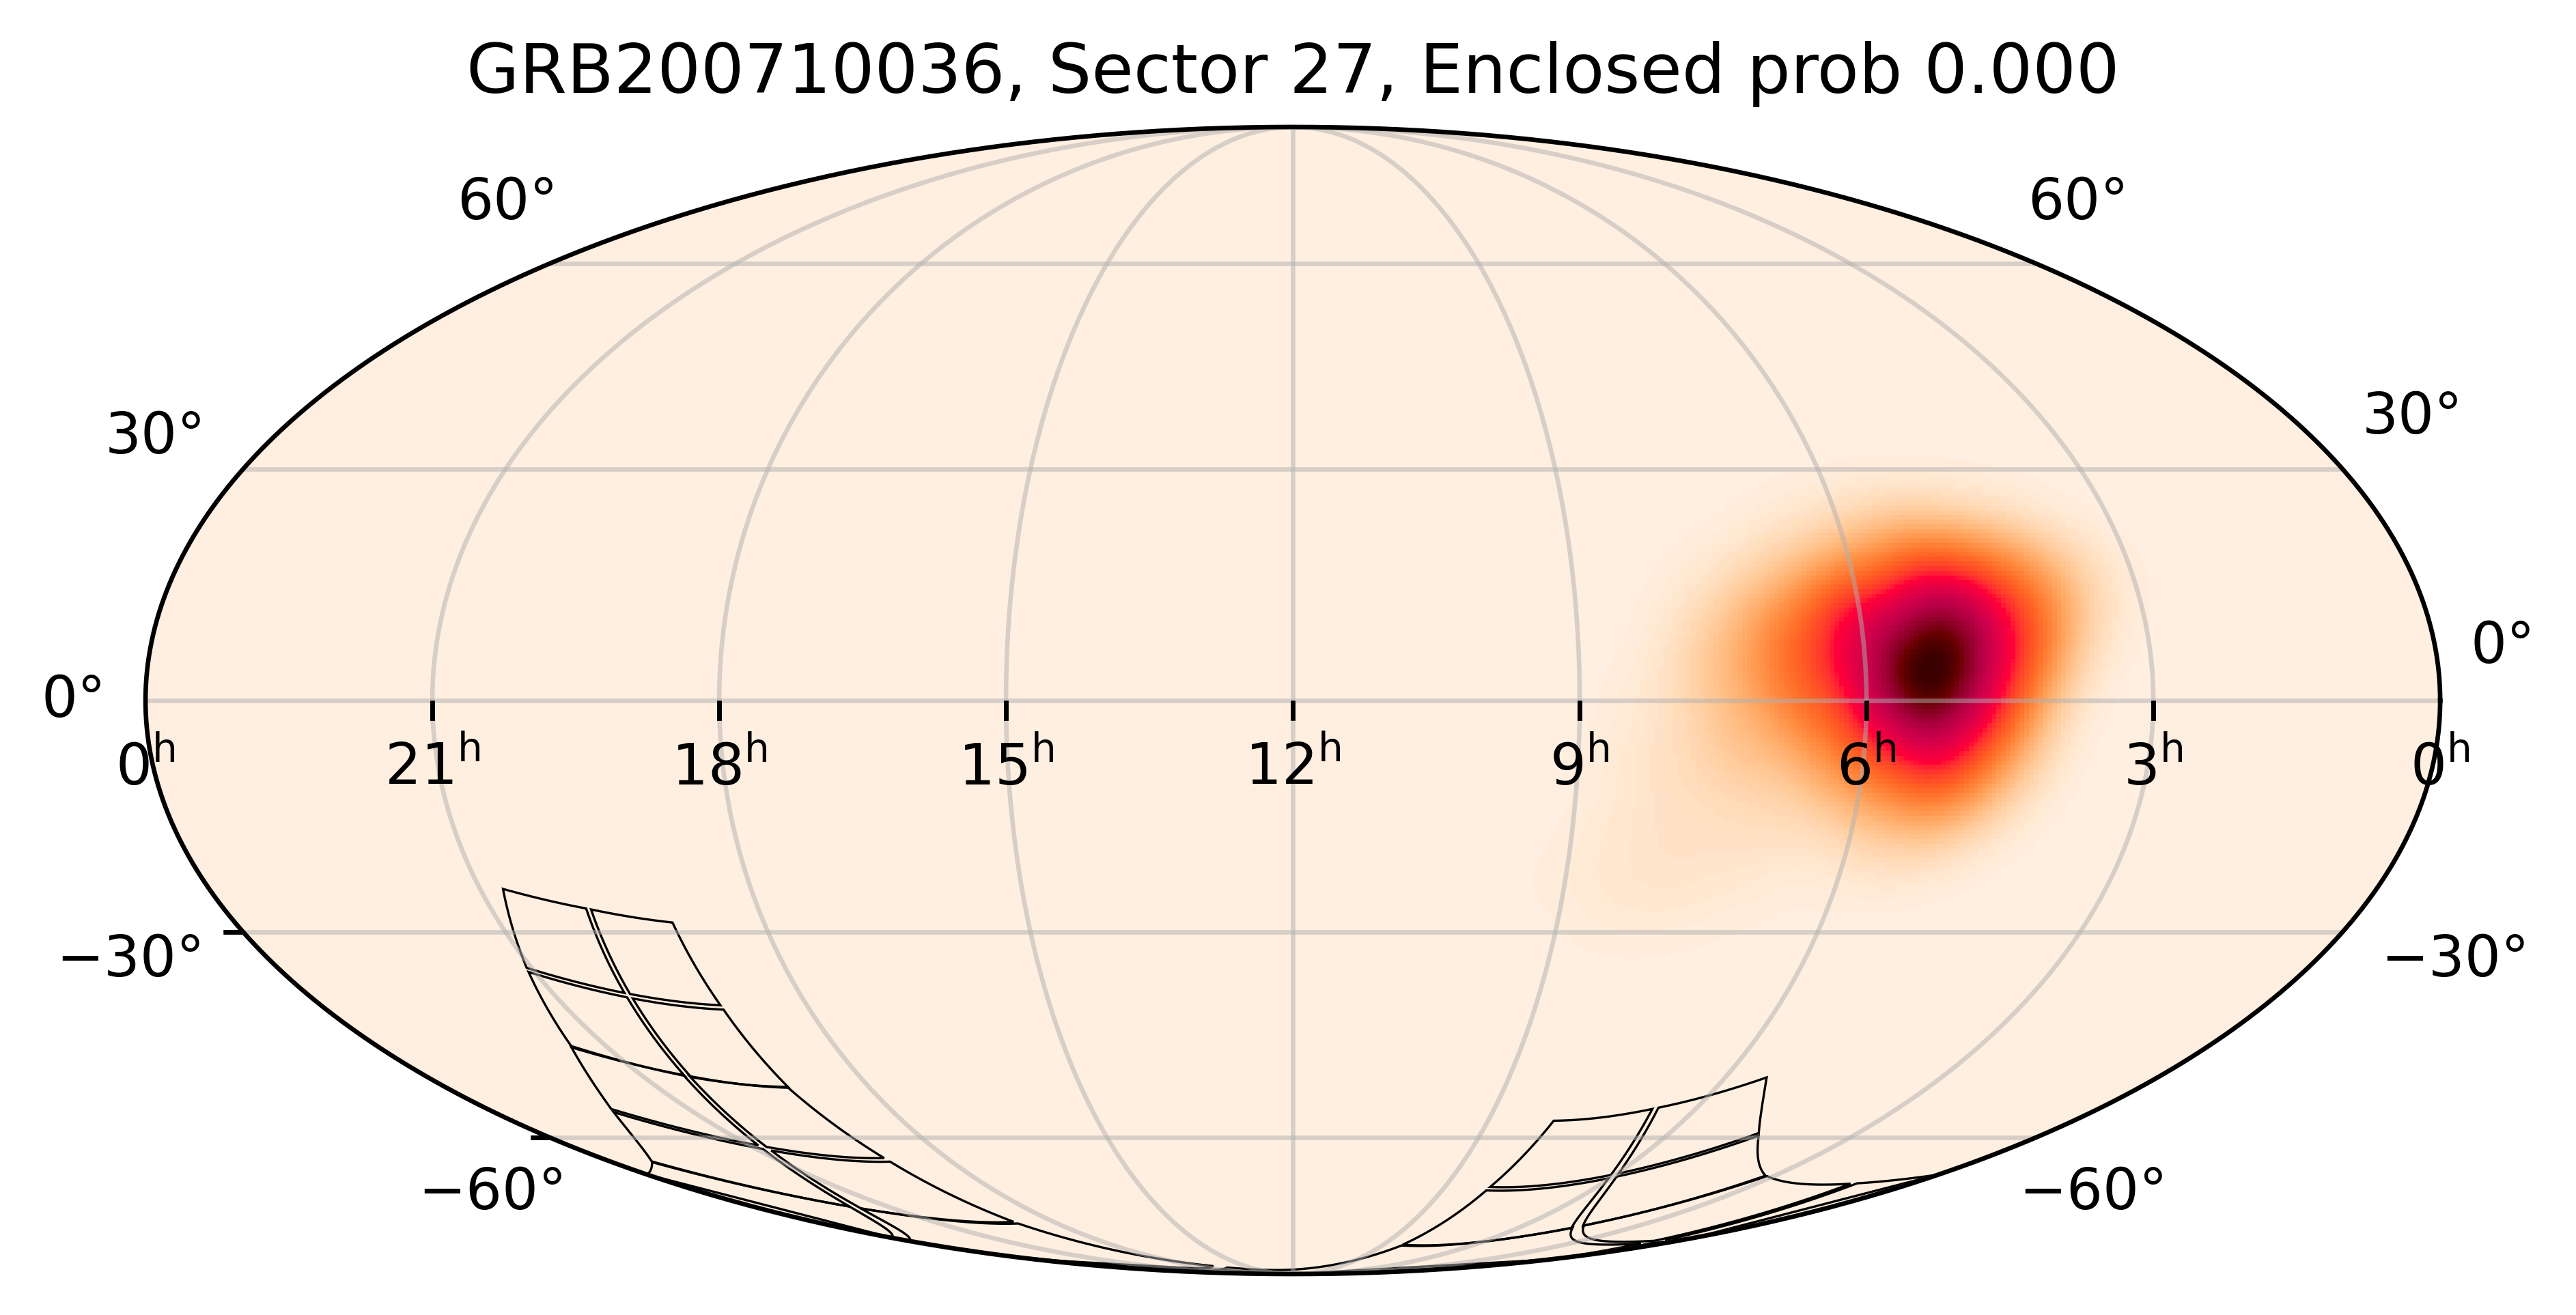 GRB200710036, Sector 27, Enclosed prob 0.000
60° 60°
30° 30°
0° 0°
0ʰ 21ʰ 18ʰ 15ʰ 12ʰ 9ʰ 6ʰ 3ʰ 0ʰ
−30° −30°
−60° −60°